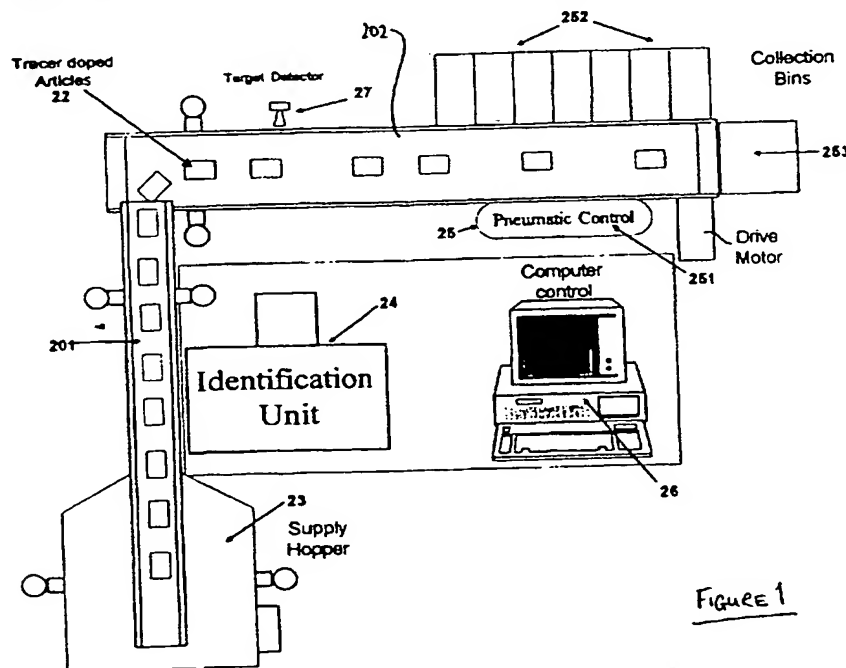 202
252
Tracer doped
Articles
22
Target Detector
27
Collection
Bins
253
25
Pneumatic Control
251
Drive
Motor
Computer
control
24
201
Identification
Unit
26
23
Supply
Hopper
FIGURE 1